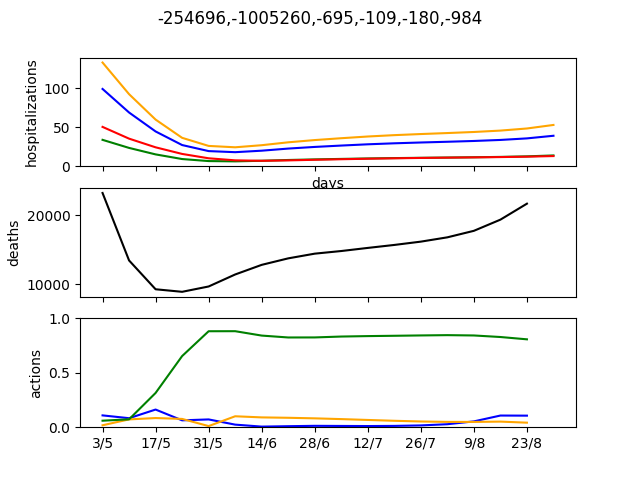 -254696,-1005260,-695,-109,-180,-984
hospitalizations
100
50
0
days
deaths
20000
10000
actions
1.0
0.5
0.0
3/5 17/5 31/5 14/6 28/6 12/7 26/7 9/8 23/8